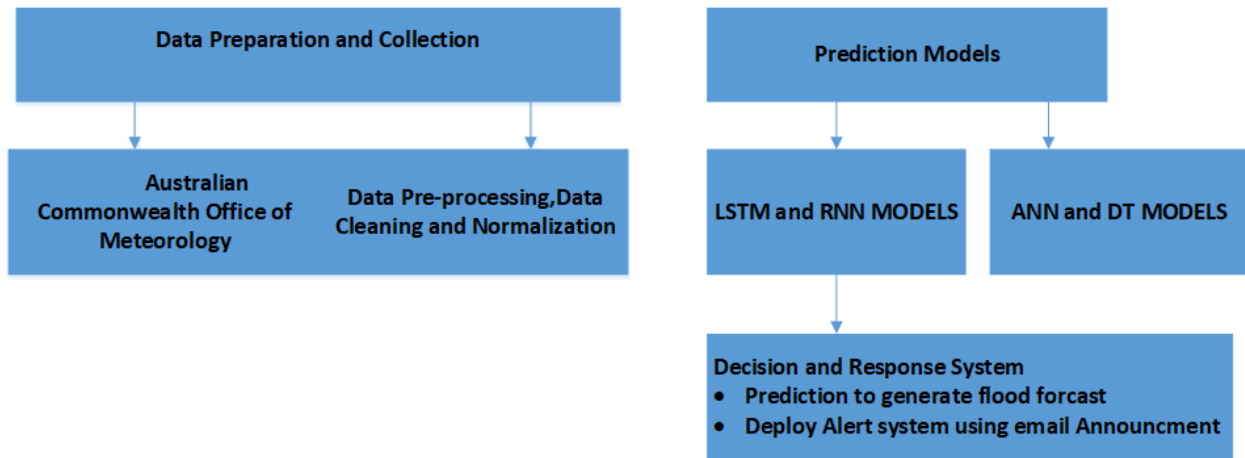 Data Preparation and Collection
Prediction Models
Australian
Commonwealth Office of
Meteorology
Data Pre-processing,Data
Cleaning and Normalization
LSTM and RNN MODELS
ANN and DT MODELS
Decision and Response System
• Prediction to generate flood forcast
• Deploy Alert system using email Announcment